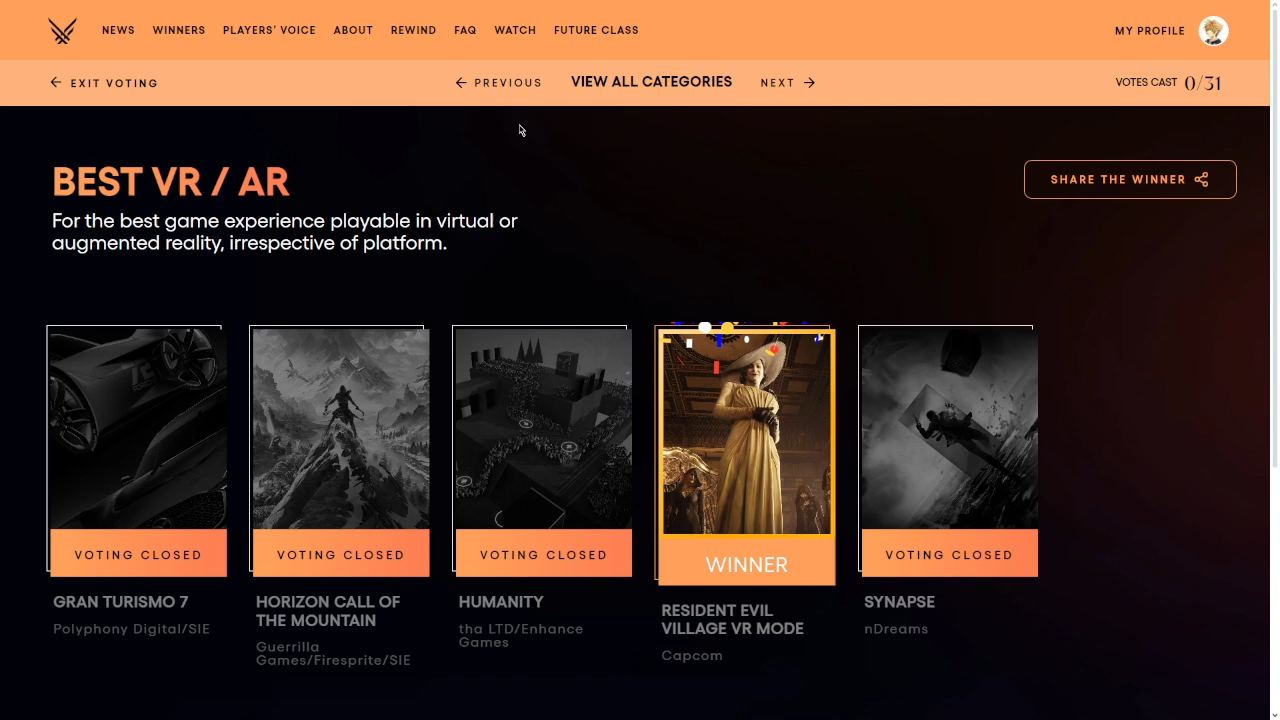 NEWS WINNERS PLAYERS' VOICE ABOUT REWIND FAQ WATCH FUTURE CLASS MY PROFILE
EXIT VOTING PREVIOUS VIEW ALL CATEGORIES NEXT VOTES CAST 0/31
BEST VR / AR
SHARE THE WINNER
For the best game experience playable in virtual or
augmented reality, irrespective of platform.
VOTING CLOSED
GRAN TURISMO 7
Polyphony Digital/SIE
VOTING CLOSED
HORIZON CALL OF
THE MOUNTAIN
Guerrilla
Games/Firesprite/SIE
VOTING CLOSED
HUMANITY
tha LTD/Enhance
Games
WINNER
RESIDENT EVIL
VILLAGE VR MODE
Capcom
VOTING CLOSED
SYNAPSE
nDreams